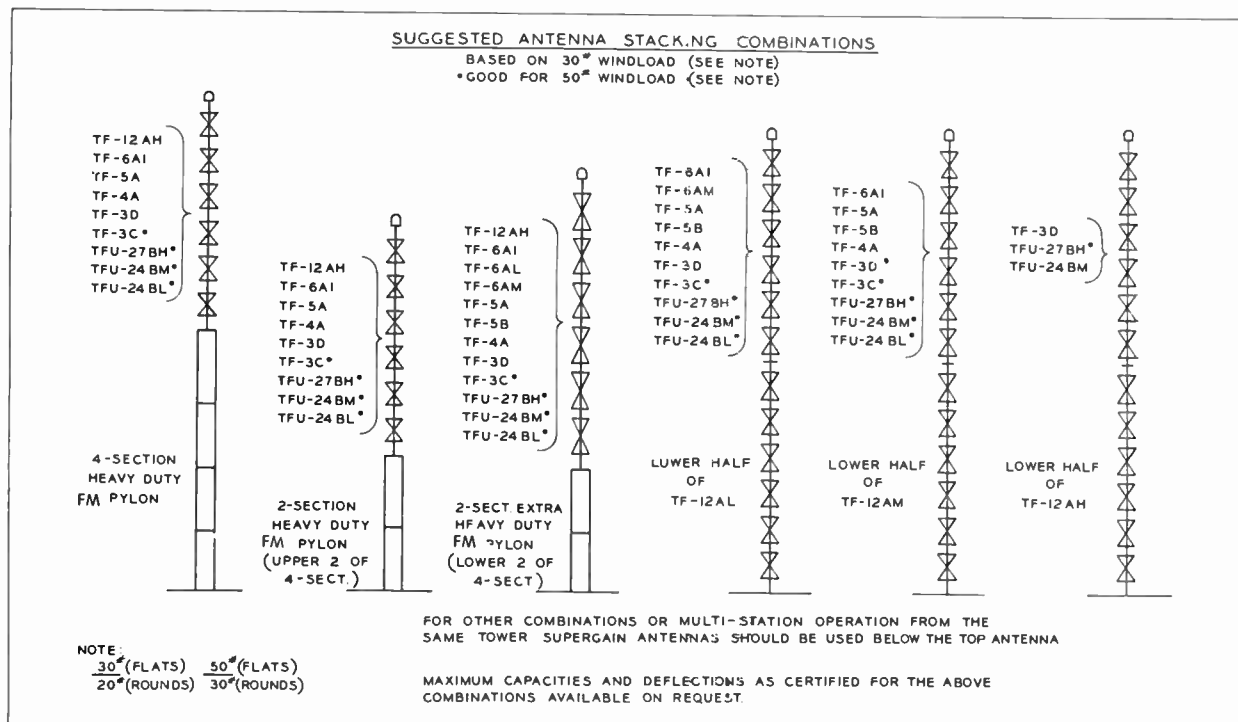 SUGGESTED ANTENNA STACK.NG COMBINATIONS
BASED ON 30# WINDLOAD (SEE NOTE)
•GOOD FOR 50# WINDLOAD (SEE NOTE)
TF-12AH
TF-6AI
TF-5A
TF-4A
TF-3D
TF-3C•
TFU-27BH•
TFU-24BM•
TFU-24BL•
4-SECTION
HEAVY DUTY
FM PYLON
TF-12AH
TF-6AI
TF-5A
TF-4A
TF-3D
TF-3C•
TFU-27BH•
TFU-24BM•
TFU-24BL•
2-SECTION
HEAVY DUTY
FM PYLON
(UPPER 2 OF
4-SECT.)
TF-12AH
TF-6AI
TF-6AL
TF-6AM
TF-5A
TF-5B
TF-4A
TF-3D
TF-3C•
TFU-27BH•
TFU-24BM•
TFU-24BL•
2-SECT. EXTRA
HEAVY DUTY
FM PYLON
(LOWER 2 OF
4-SECT)
TF-6AI
TF-6AM
TF-5A
TF-5B
TF-4A
TF-3D
TF-3C•
TFU-27BH•
TFU-24BM•
TFU-24BL•
LOWER HALF
OF
TF-12AL
TF-6AI
TF-5A
TF-5B
TF-4A
TF-3D•
TF-3C•
TFU-27BH•
TFU-24BM•
TFU-24BL•
LOWER HALF
OF
TF-12AM
TF-3D
TFU-27BH•
TFU-24BM
LOWER HALF
OF
TF-12AH
FOR OTHER COMBINATIONS OR MULTI-STATION OPERATION FROM THE
SAME TOWER SUPERGAIN ANTENNAS SHOULD BE USED BELOW THE TOP ANTENNA
NOTE:
30#(FLATS) 50#(FLATS)
20#(ROUNDS) 30#(ROUNDS)
MAXIMUM CAPACITIES AND DEFLECTIONS AS CERTIFIED FOR THE ABOVE
COMBINATIONS AVAILABLE ON REQUEST.